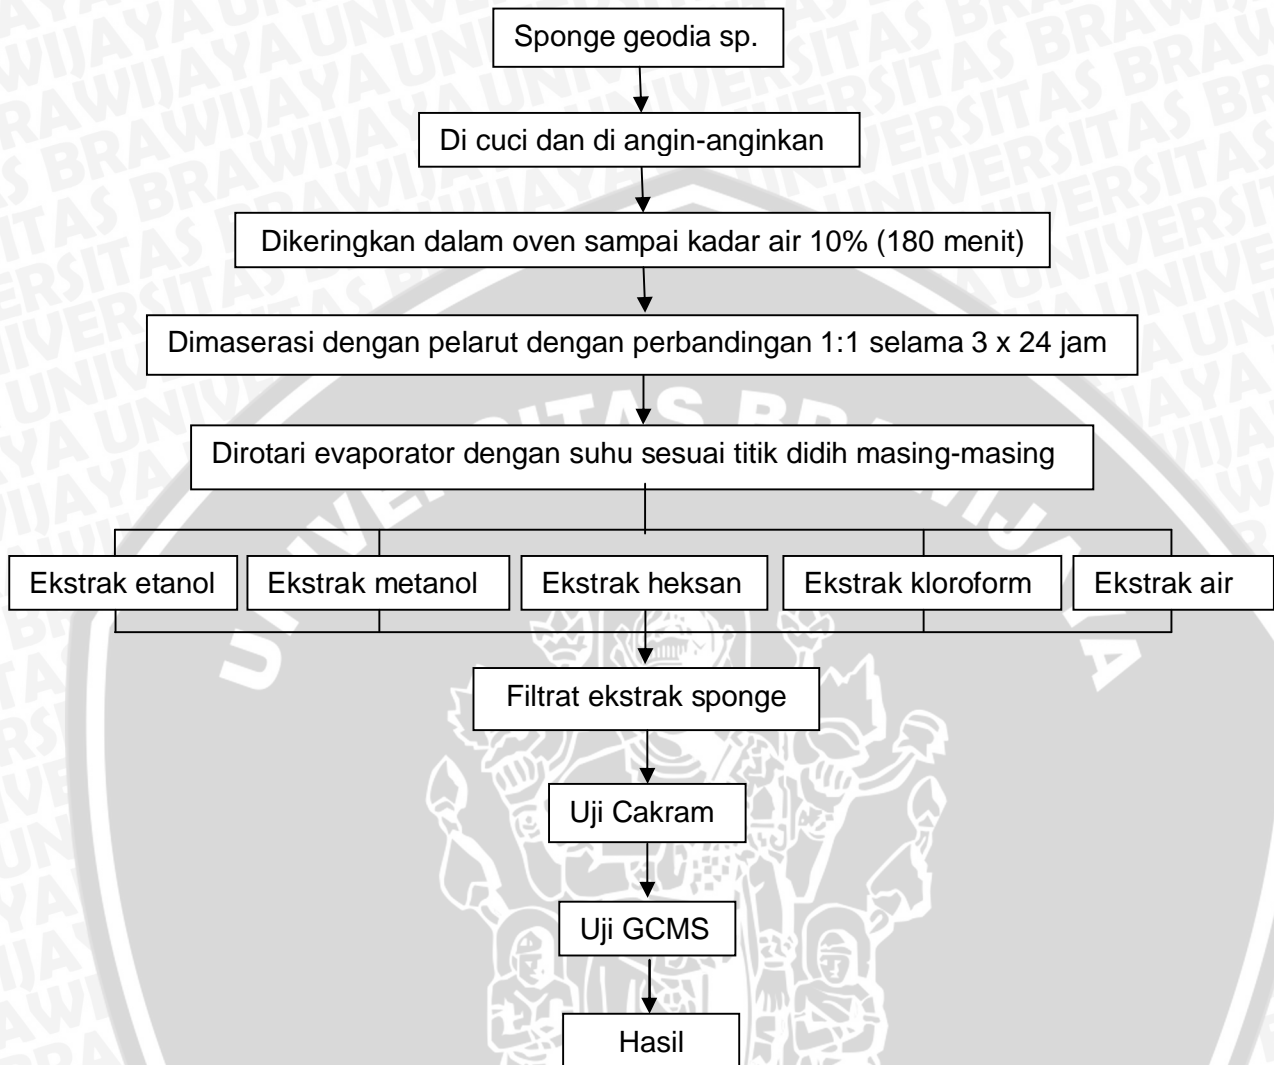 Sponge geodia sp.
Di cuci dan di angin-anginkan
Dikeringkan dalam oven sampai kadar air 10% (180 menit)
Dimaserasi dengan pelarut dengan perbandingan 1:1 selama 3 x 24 jam
Dirotari evaporator dengan suhu sesuai titik didih masing-masing
Ekstrak etanol
Ekstrak metanol
Ekstrak heksan
Ekstrak kloroform
Ekstrak air
Filtrat ekstrak sponge
Uji Cakram
Uji GCMS
Hasil
UNIVERSITAS BRAWIJAYA